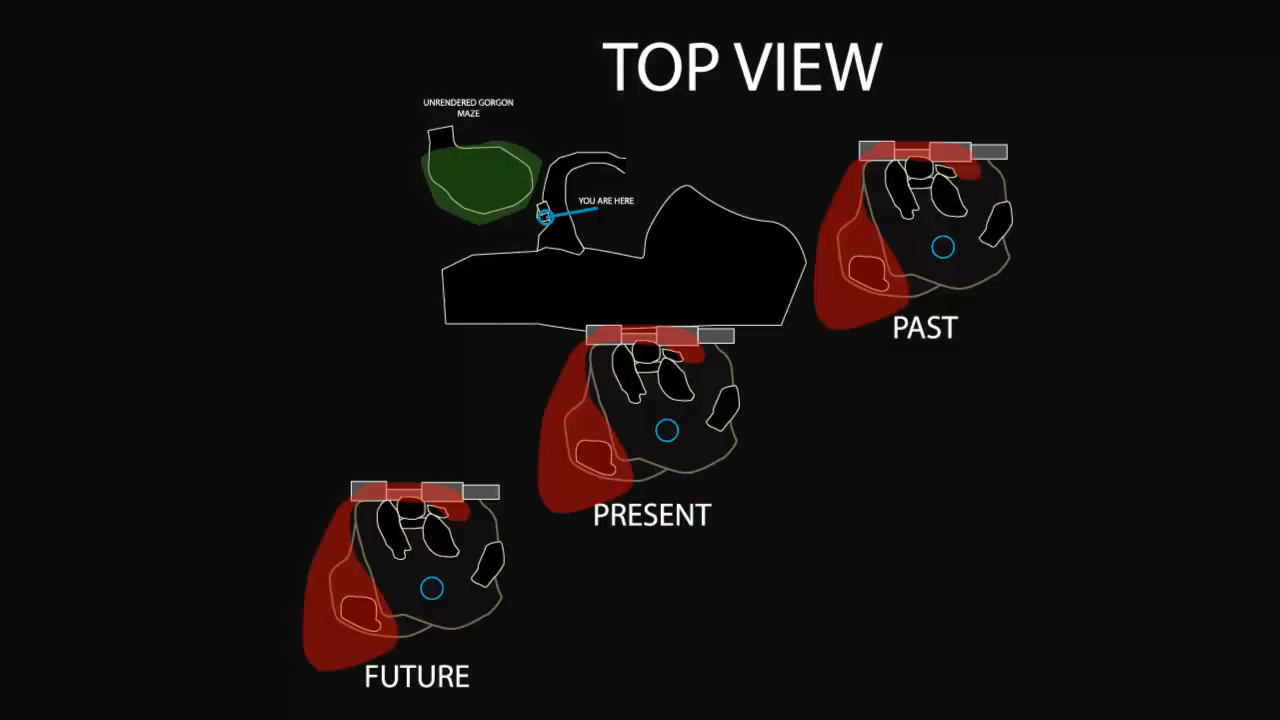 TOP VIEW
UNRENDERED GORGON
MAZE
YOU ARE HERE
PAST
PRESENT
FUTURE